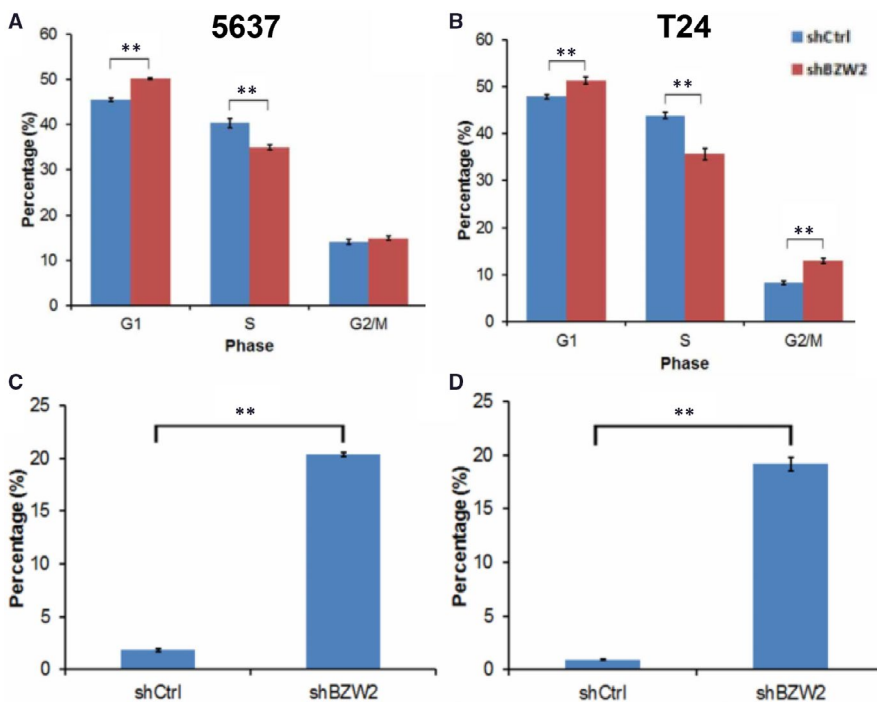 A
5637
**
**
60
50
40
30
20
10
0
Percentage (%)
G1
S
G2/M
Phase
B
T24
shCtrl
shBZW2
**
**
**
60
50
40
30
20
10
0
Percentage (%)
G1
S
G2/M
Phase
C
**
25
20
15
10
5
0
Percentage (%)
shCtrl
shBZW2
D
**
25
20
15
10
5
0
Percentage (%)
shCtrl
shBZW2